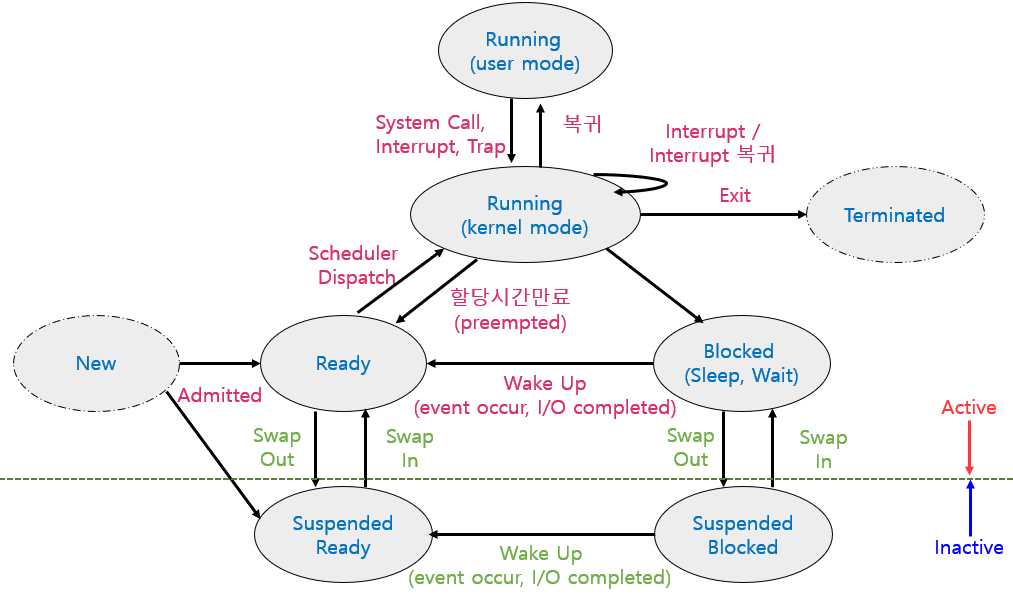 Running
(user mode)
System Call,
Interrupt, Trap
복귀
Interrupt /
Interrupt 복귀
Running
(kernel mode)
Exit
Terminated
Scheduler
Dispatch
할당시간만료
(preempted)
New
Admitted
Ready
Blocked
(Sleep, Wait)
Wake Up
(event occur, I/O completed)
Active
Swap
Out
Swap
In
Swap
Out
Swap
In
Suspended
Ready
Suspended
Blocked
Wake Up
(event occur, I/O completed)
Inactive